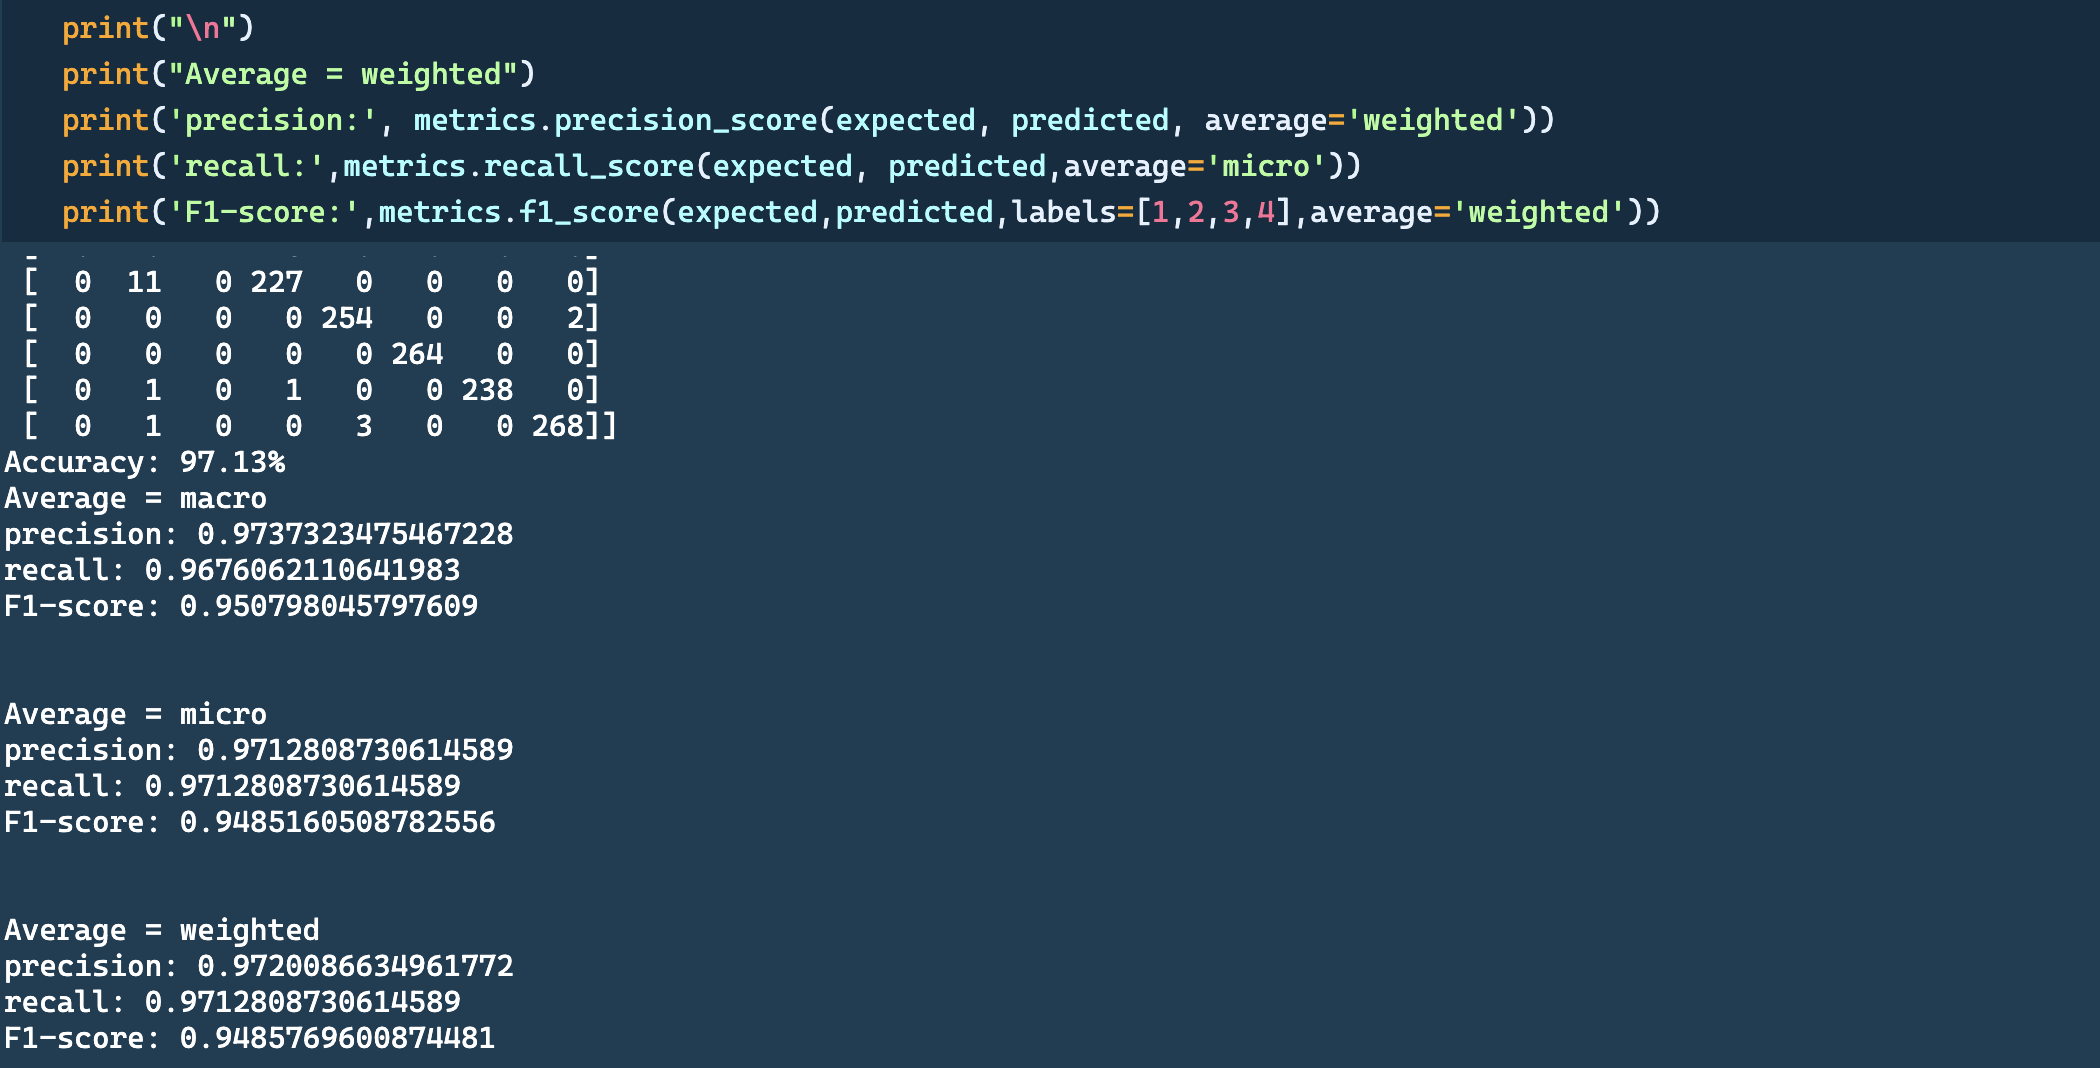 print("\n")
print("Average = weighted")
print('precision:', metrics.precision_score(expected, predicted, average='weighted'))
print('recall:',metrics.recall_score(expected, predicted,average='micro'))
print('F1-score:',metrics.f1_score(expected,predicted,labels=[1,2,3,4],average='weighted'))
[  0  11   0 227   0   0   0   0]
[  0   0   0   0 254   0   0   2]
[  0   0   0   0   0 264   0   0]
[  0   1   0   1   0   0 238   0]
[  0   1   0   0   3   0   0 268]]
Accuracy: 97.13%
Average = macro
precision: 0.9737323475467228
recall: 0.9676062110641983
F1-score: 0.950798045797609
Average = micro
precision: 0.9712808730614589
recall: 0.9712808730614589
F1-score: 0.9485160508782556
Average = weighted
precision: 0.9720086634961772
recall: 0.9712808730614589
F1-score: 0.9485769600874481